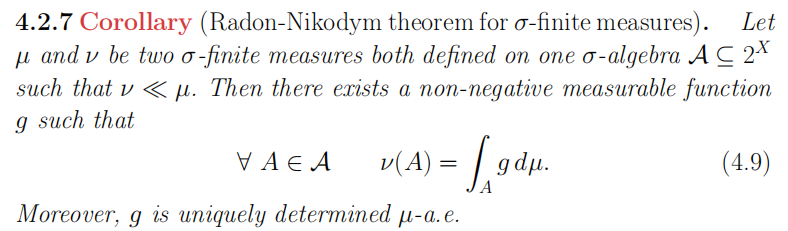 4.2.7 Corollary (Radon-Nikodym theorem for σ-finite measures). Let
μ and ν be two σ-finite measures both defined on one σ-algebra 𝒜 ⊆ 2^X
such that ν ≪ μ. Then there exists a non-negative measurable function
g such that
∀ A ∈ 𝒜 ν(A) = ∫_A g dμ. (4.9)
Moreover, g is uniquely determined μ-a.e.